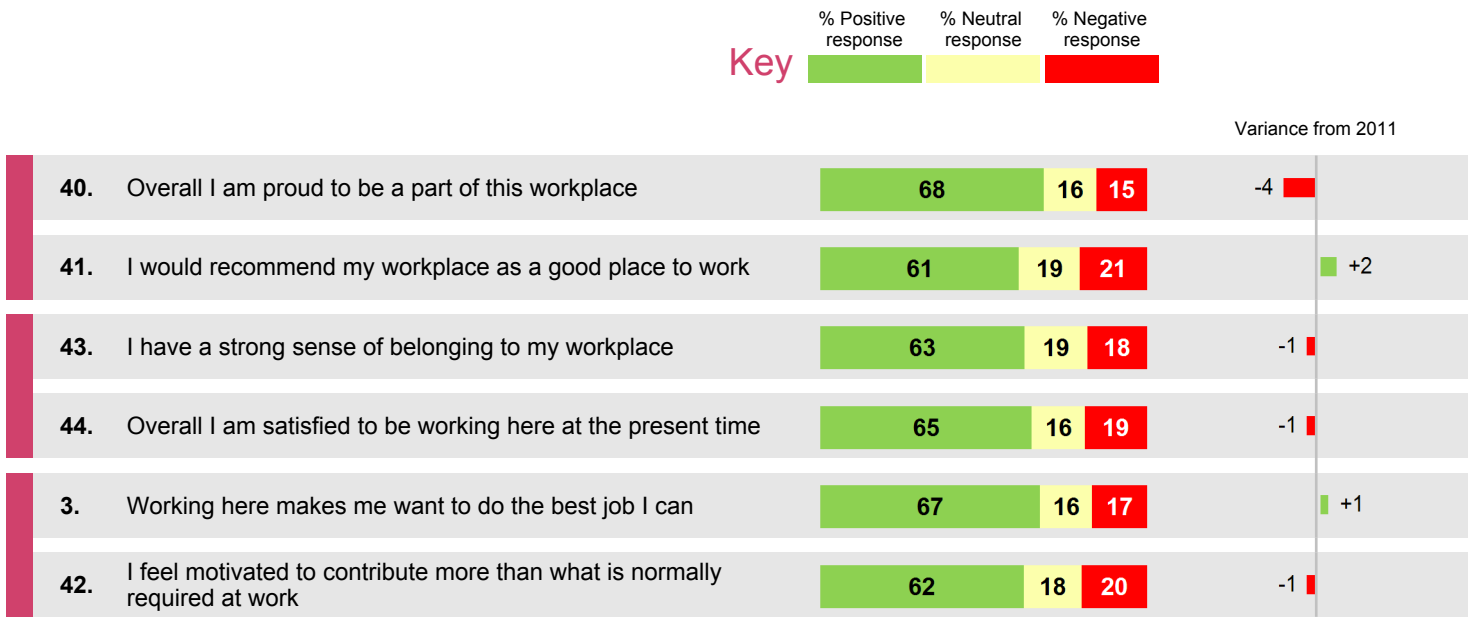 % Positive response
% Neutral response
% Negative response
Key
Variance from 2011
40. Overall I am proud to be a part of this workplace 68 16 15 -4
41. I would recommend my workplace as a good place to work 61 19 21 +2
43. I have a strong sense of belonging to my workplace 63 19 18 -1
44. Overall I am satisfied to be working here at the present time 65 16 19 -1
3. Working here makes me want to do the best job I can 67 16 17 +1
42. I feel motivated to contribute more than what is normally
required at work 62 18 20 -1